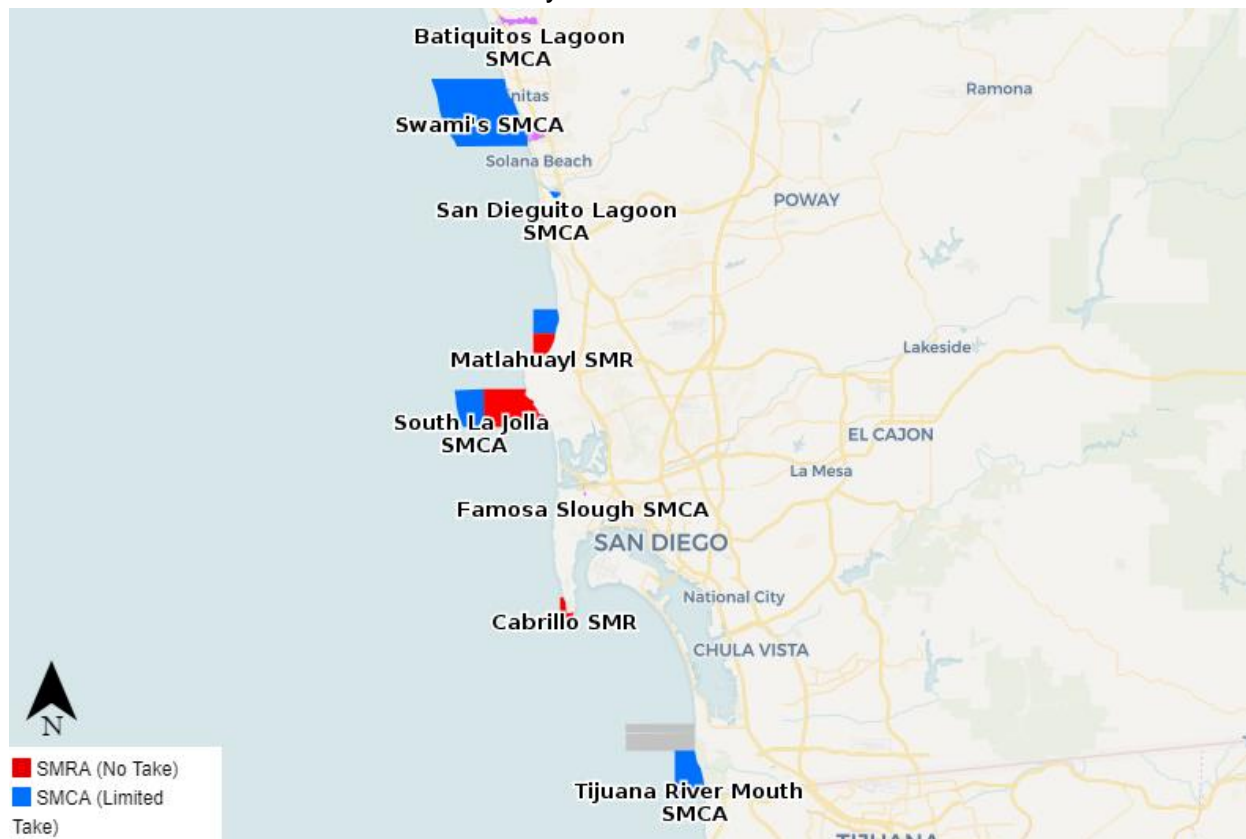 Batiquitos Lagoon
SMCA
nitas
Ramona
Swami's SMCA
Solana Beach
POWAY
San Dieguito Lagoon
SMCA
Lakeside
Matlahuayl SMR
South La Jolla
SMCA
EL CAJON
La Mesa
Famosa Slough SMCA
SAN DIEGO
National City
Cabrillo SMR
CHULA VISTA
N
SMRA (No Take)
SMCA (Limited
Take)
Tijuana River Mouth
SMCA
TIJUANA